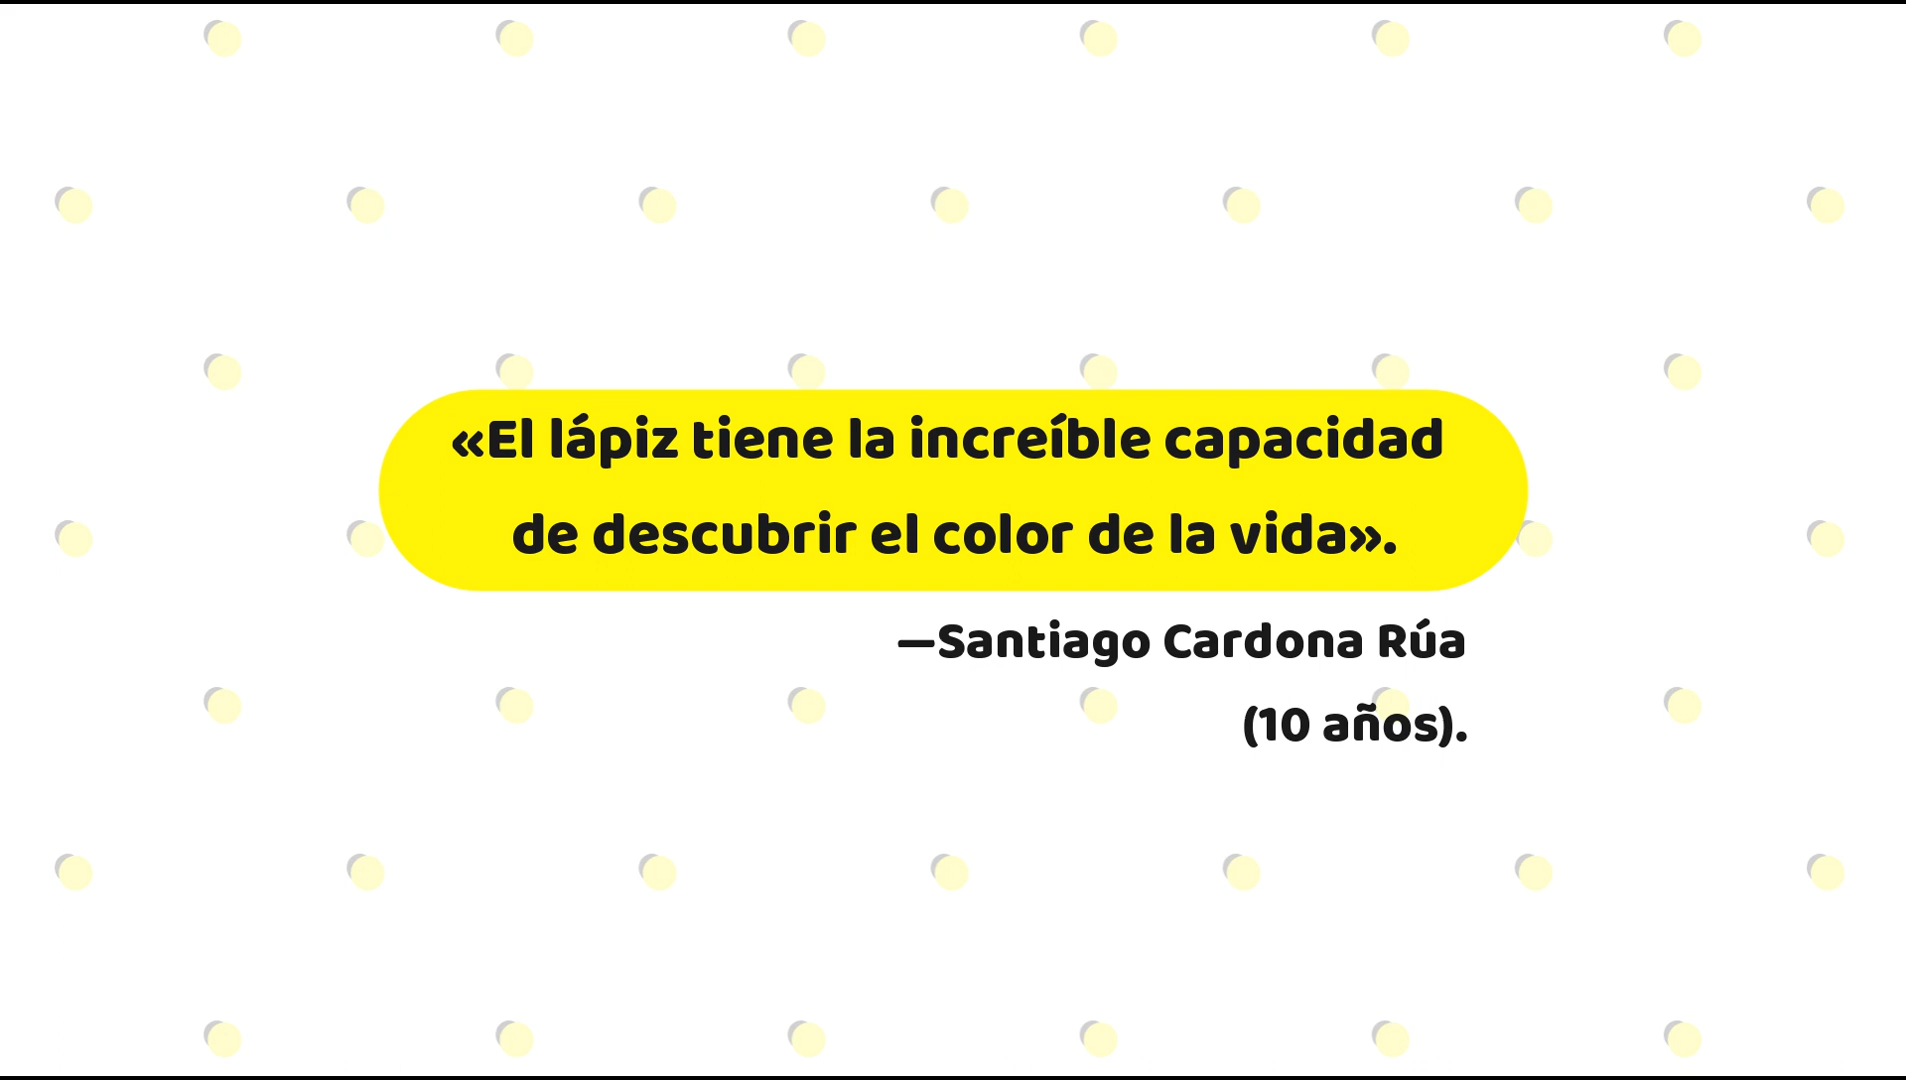 «El lápiz tiene la increíble capacidad
de descubrir el color de la vida».
—Santiago Cardona Rúa
(10 años).